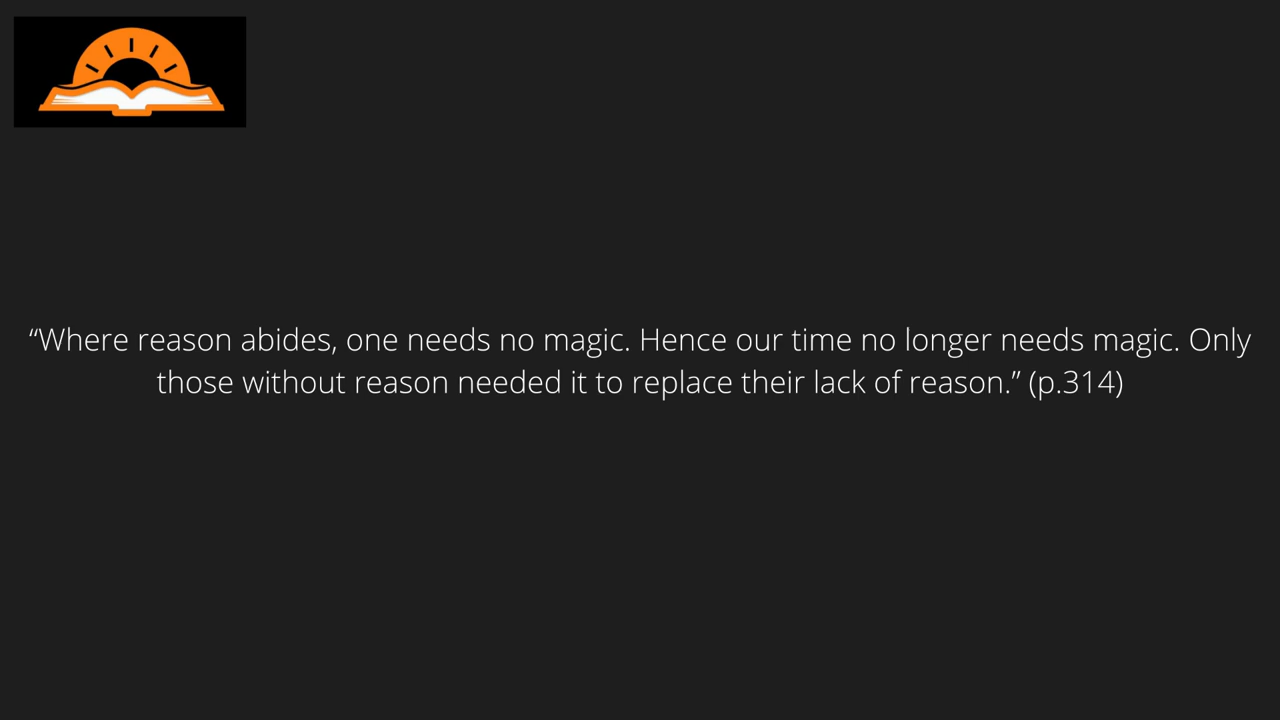 “Where reason abides, one needs no magic. Hence our time no longer needs magic. Only
those without reason needed it to replace their lack of reason.” (p.314)